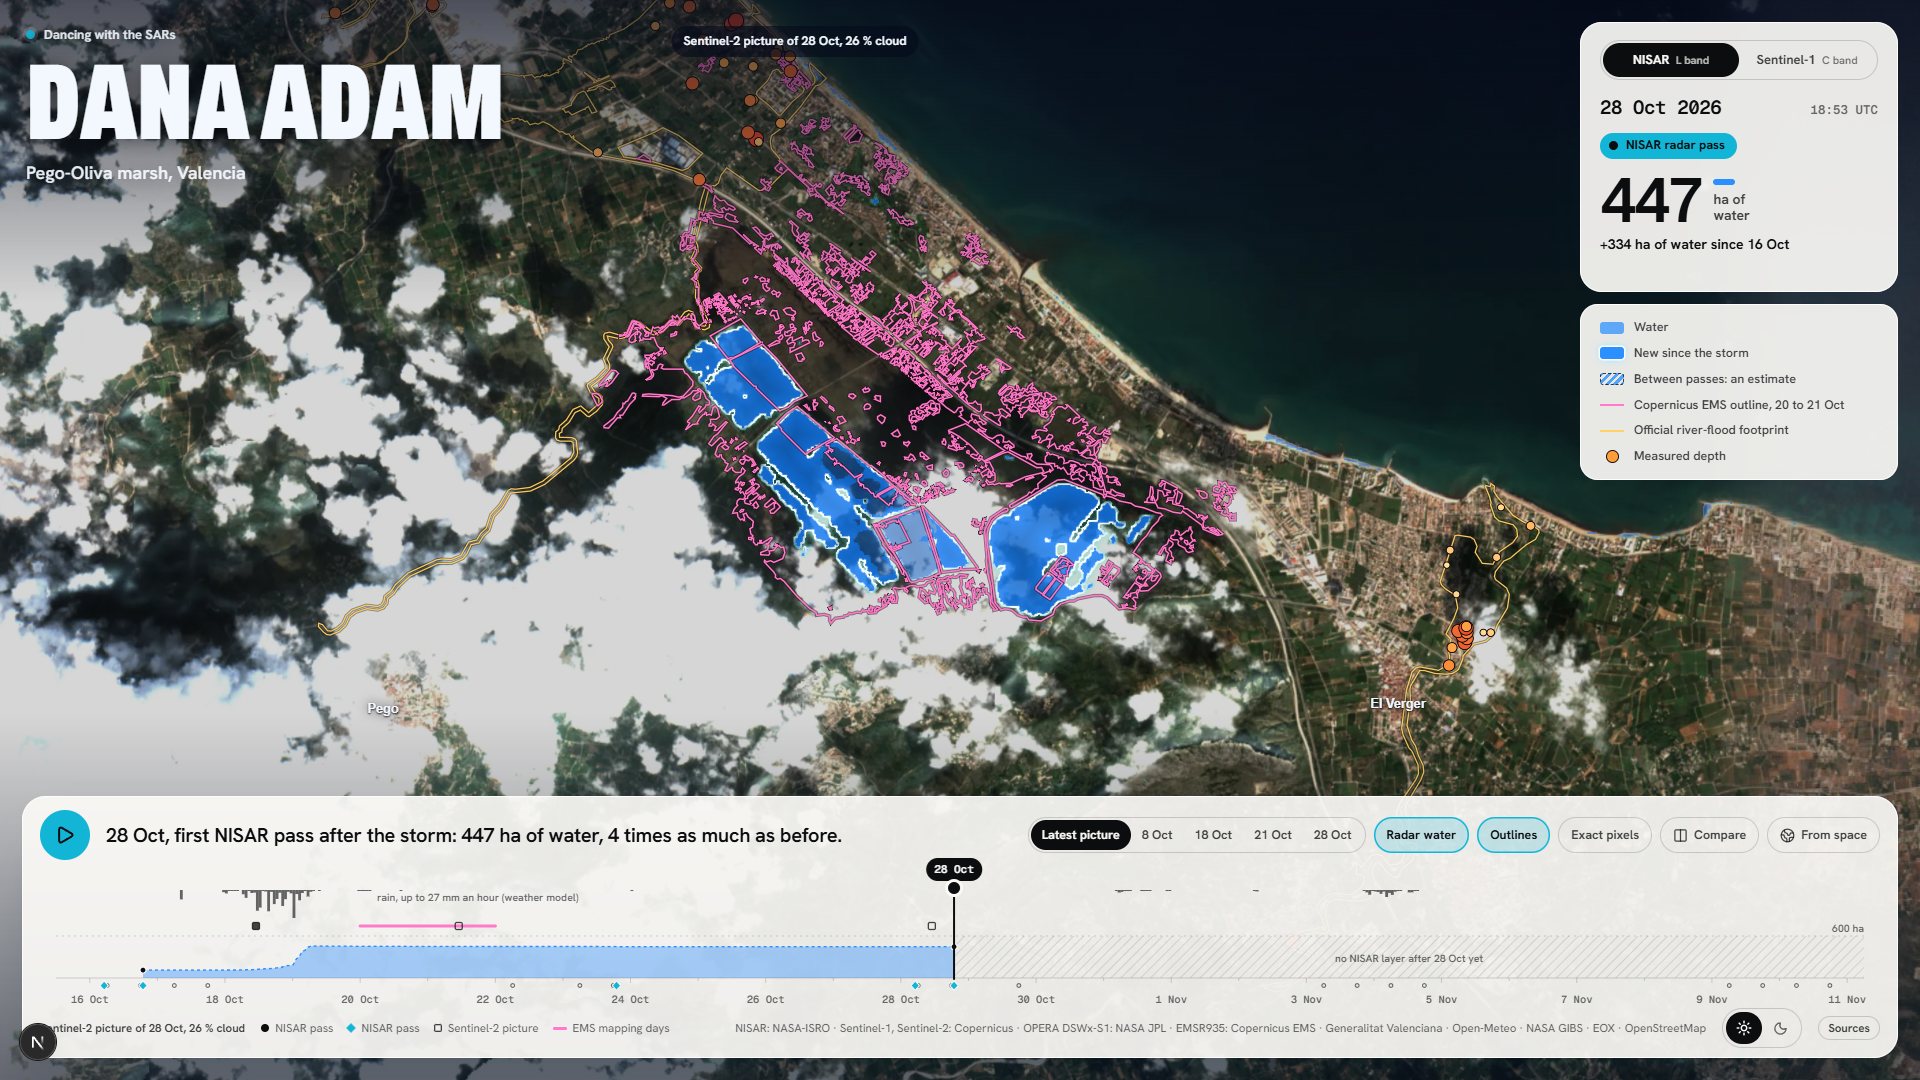 Dancing with the SARs
DANA ADAM
Pego-Oliva marsh, Valencia
Sentinel-2 picture of 28 Oct, 26 % cloud
NISAR L band
Sentinel-1 C band
28 Oct 2026
18:53 UTC
NISAR radar pass
447 ha of water
+334 ha of water since 16 Oct
Water
New since the storm
Between passes: an estimate
Copernicus EMS outline, 20 to 21 Oct
Official river-flood footprint
Measured depth
Pego
El Verger
28 Oct, first NISAR pass after the storm: 447 ha of water, 4 times as much as before.
Latest picture
8 Oct
18 Oct
21 Oct
28 Oct
Radar water
Outlines
Exact pixels
Compare
From space
28 Oct
rain, up to 27 mm an hour (weather model)
600 ha
no NISAR layer after 28 Oct yet
16 Oct
18 Oct
20 Oct
22 Oct
24 Oct
26 Oct
28 Oct
30 Oct
1 Nov
3 Nov
5 Nov
7 Nov
9 Nov
11 Nov
N
entinel-2 picture of 28 Oct, 26 % cloud
NISAR pass
NISAR pass
Sentinel-2 picture
EMS mapping days
NISAR: NASA-ISRO · Sentinel-1, Sentinel-2: Copernicus · OPERA DSWx-S1: NASA JPL · EMSR935: Copernicus EMS · Generalitat Valenciana · Open-Meteo · NASA GIBS · EOX · OpenStreetMap
Sources